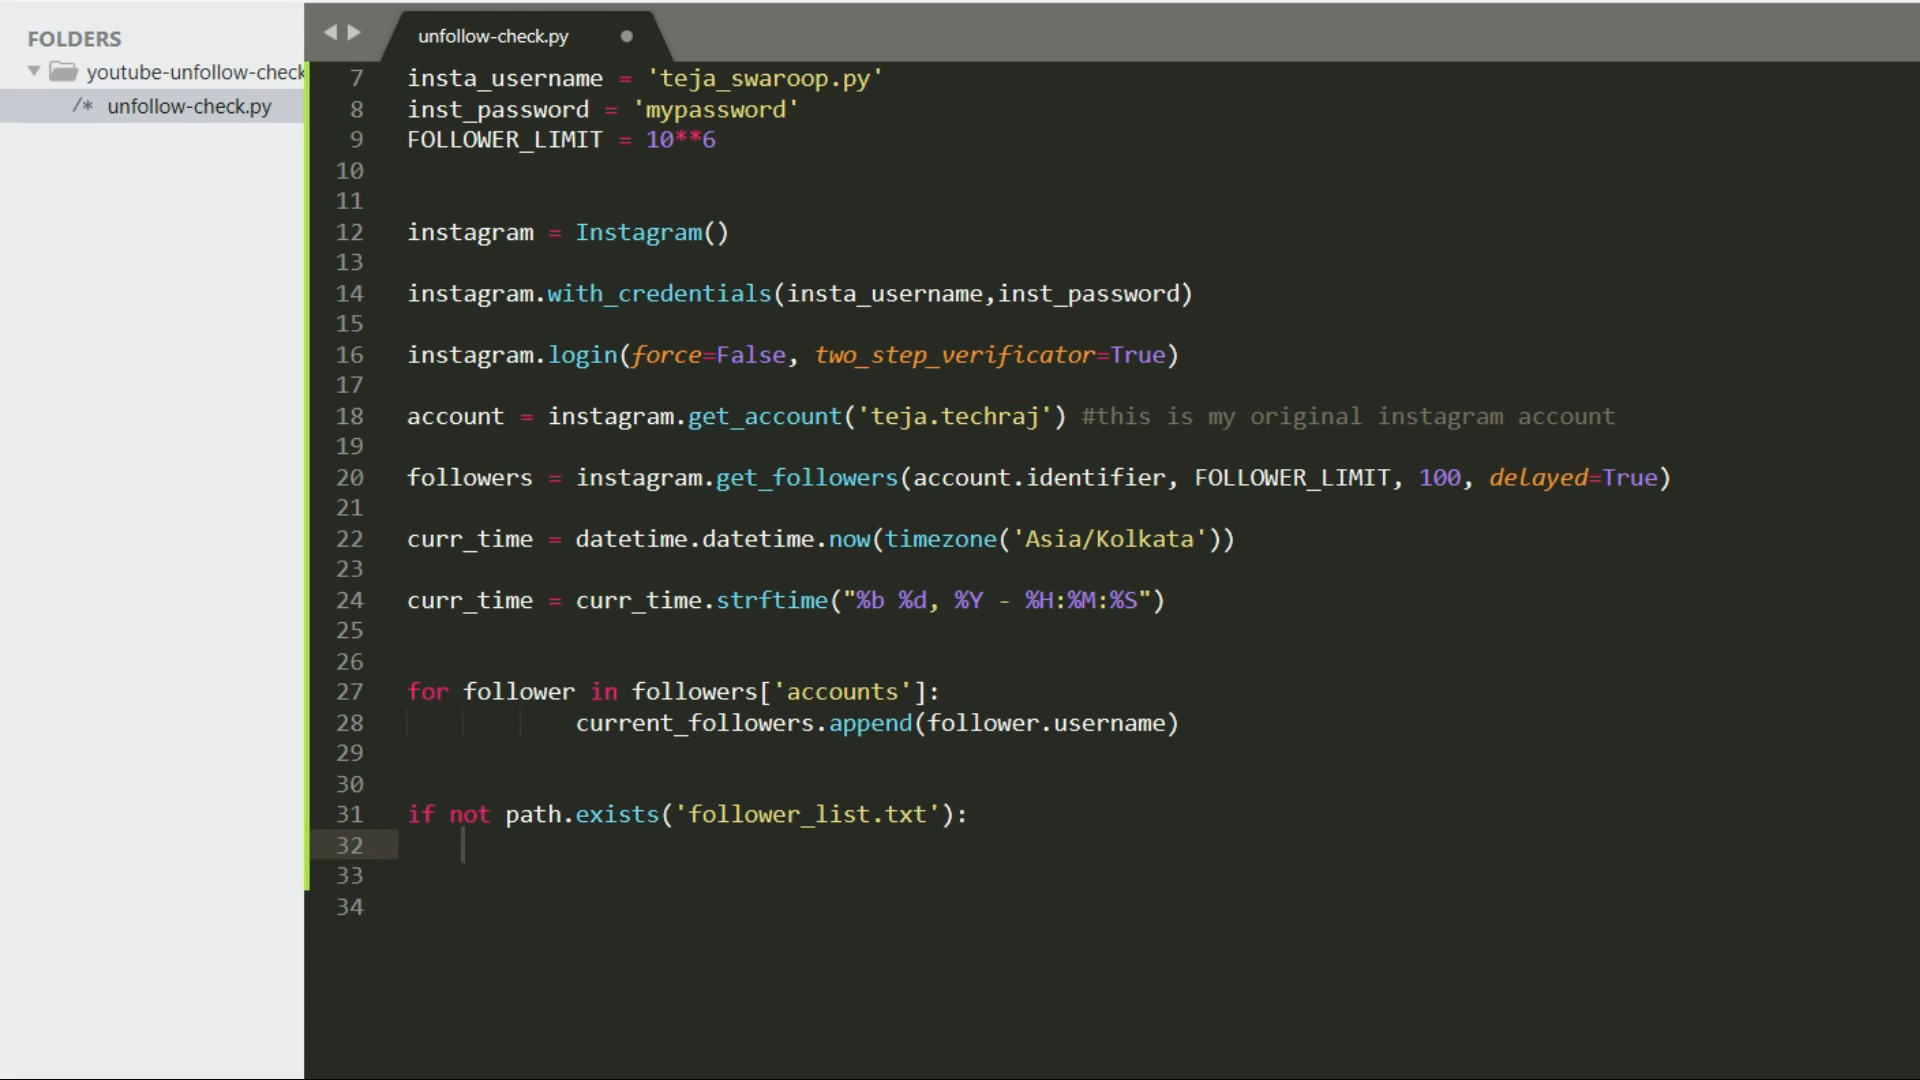 FOLDERS
youtube-unfollow-check
/* unfollow-check.py
unfollow-check.py
7 insta_username = 'teja_swaroop.py'
8 inst_password = 'mypassword'
9 FOLLOWER_LIMIT = 10**6
10
11
12 instagram = Instagram()
13
14 instagram.with_credentials(insta_username,inst_password)
15
16 instagram.login(force=False, two_step_verificator=True)
17
18 account = instagram.get_account('teja.techraj') #this is my original instagram account
19
20 followers = instagram.get_followers(account.identifier, FOLLOWER_LIMIT, 100, delayed=True)
21
22 curr_time = datetime.datetime.now(timezone('Asia/Kolkata'))
23
24 curr_time = curr_time.strftime("%b %d, %Y - %H:%M:%S")
25
26
27 for follower in followers['accounts']:
28             current_followers.append(follower.username)
29
30
31 if not path.exists('follower_list.txt'):
32
33
34